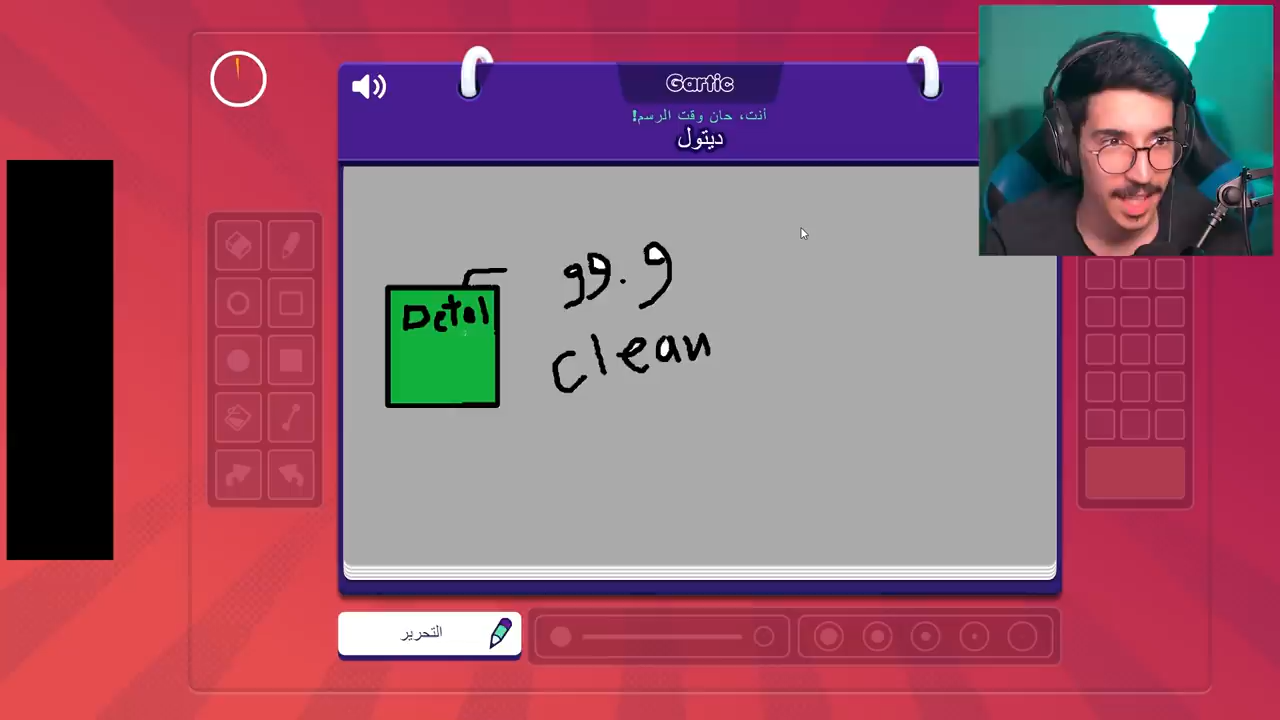 Gartic
أنت، حان وقت الرسم!
ديتول
99.9
Detol
clean
التحرير